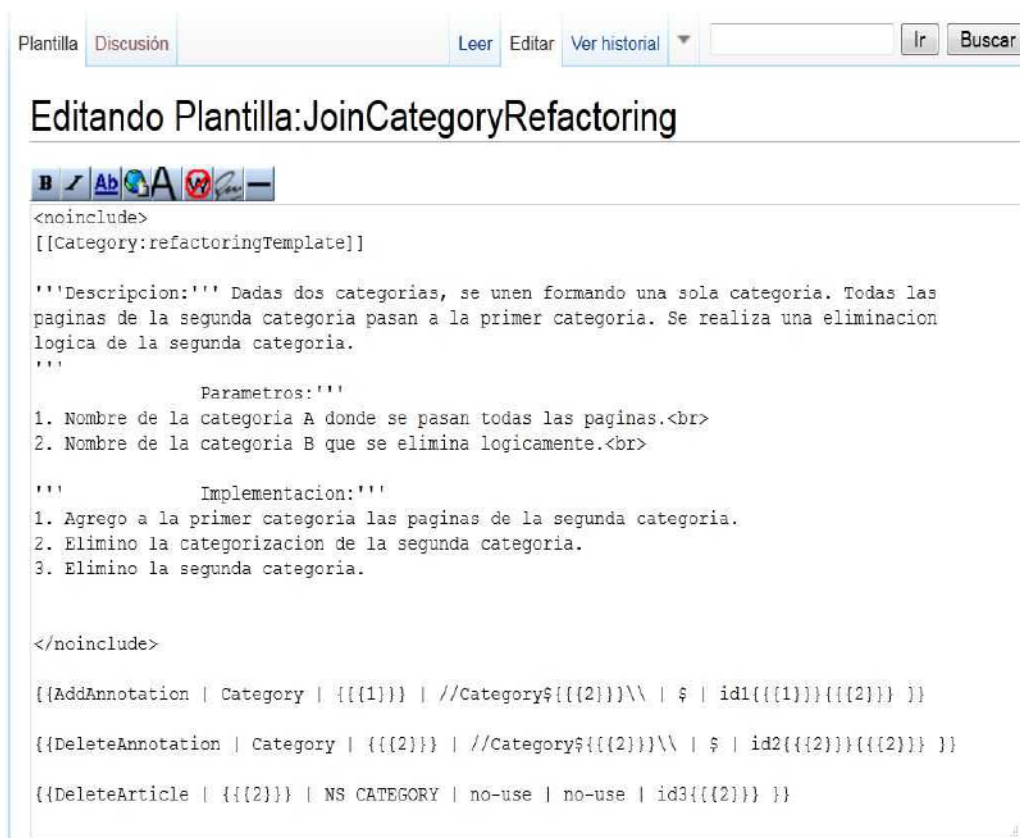 Plantilla Discusión Leer Editar Ver historial Ir Buscar
Editando Plantilla:JoinCategoryRefactoring
B I Ab A W
<noinclude>
[[Category:refactoringTemplate]]
'''Descripcion:''' Dadas dos categorias, se unen formando una sola categoria. Todas las
paginas de la segunda categoria pasan a la primer categoria. Se realiza una eliminacion
logica de la segunda categoria.
'''
Parametros:'''
1. Nombre de la categoria A donde se pasan todas las paginas.<br>
2. Nombre de la categoria B que se elimina logicamente.<br>
''' Implementacion:'''
1. Agrego a la primer categoria las paginas de la segunda categoria.
2. Elimino la categorizacion de la segunda categoria.
3. Elimino la segunda categoria.
</noinclude>
{{AddAnnotation | Category | {{{1}}} | //Category${{{2}}}\\ | $ | id1{{{1}}}{{{2}}} }}
{{DeleteAnnotation | Category | {{{2}}} | //Category${{{2}}}\\ | $ | id2{{{2}}}{{{2}}} }}
{{DeleteArticle | {{{2}}} | NS CATEGORY | no-use | no-use | id3{{{2}}} }}